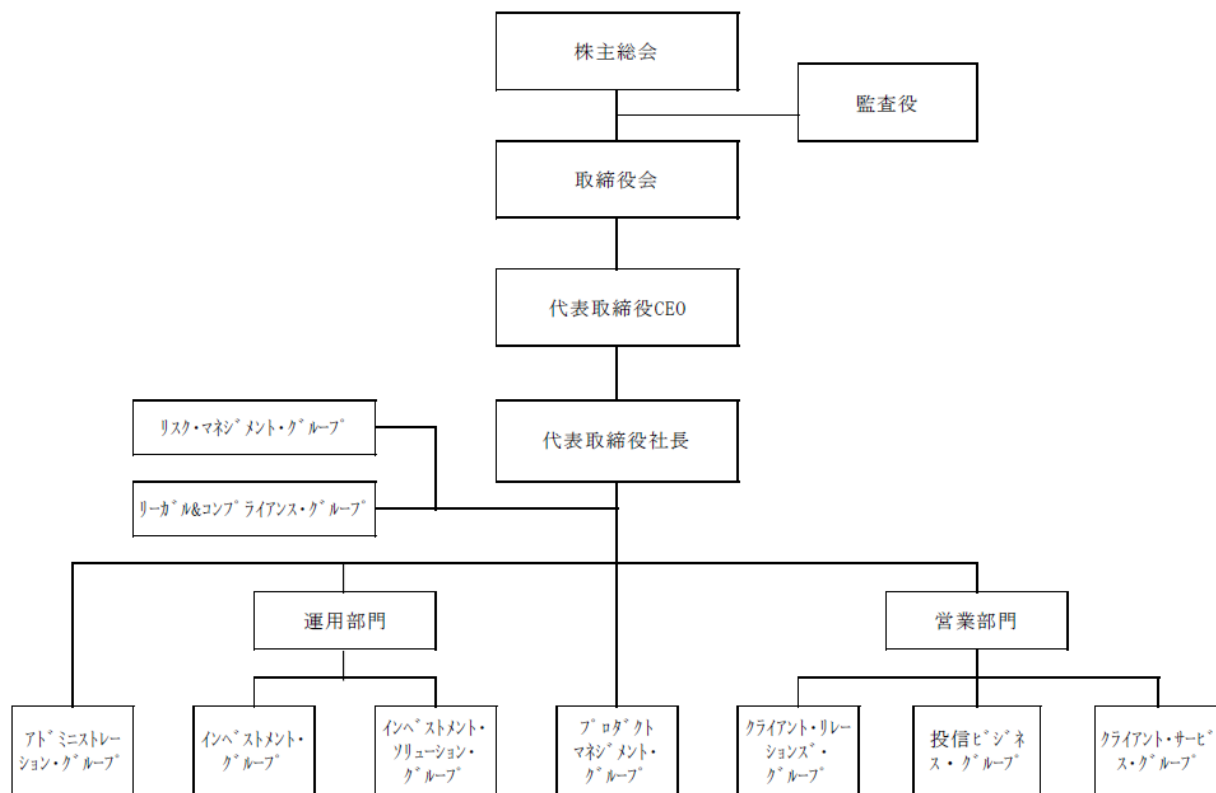 株主総会
監査役
取締役会
代表取締役CEO
代表取締役社長
ﾘｽｸ・ﾏﾈｼﾞﾒﾝﾄ・ｸﾞﾙｰﾌﾟ
ﾘｰｶﾞﾙ&ｺﾝﾌﾟﾗｲｱﾝｽ・ｸﾞﾙｰﾌﾟ
運用部門
営業部門
ｱﾄﾞﾐﾆｽﾄﾚｰ
ｼｮﾝ・ｸﾞﾙｰﾌﾟ
ｲﾝﾍﾞｽﾄﾒﾝﾄ・
ｸﾞﾙｰﾌﾟ
ｲﾝﾍﾞｽﾄﾒﾝﾄ・
ｿﾘｭｰｼｮﾝ・
ｸﾞﾙｰﾌﾟ
ﾌﾟﾛﾀﾞｸﾄ
ﾏﾈｼﾞﾒﾝﾄ・
ｸﾞﾙｰﾌﾟ
ｸﾗｲｱﾝﾄ・ﾘﾚｰ
ｼｮﾝｽﾞ・
ｸﾞﾙｰﾌﾟ
投信ﾋﾞｼﾞﾈ
ｽ・ｸﾞﾙｰﾌﾟ
ｸﾗｲｱﾝﾄ・ｻｰﾋﾞ
ｽ・ｸﾞﾙｰﾌﾟ